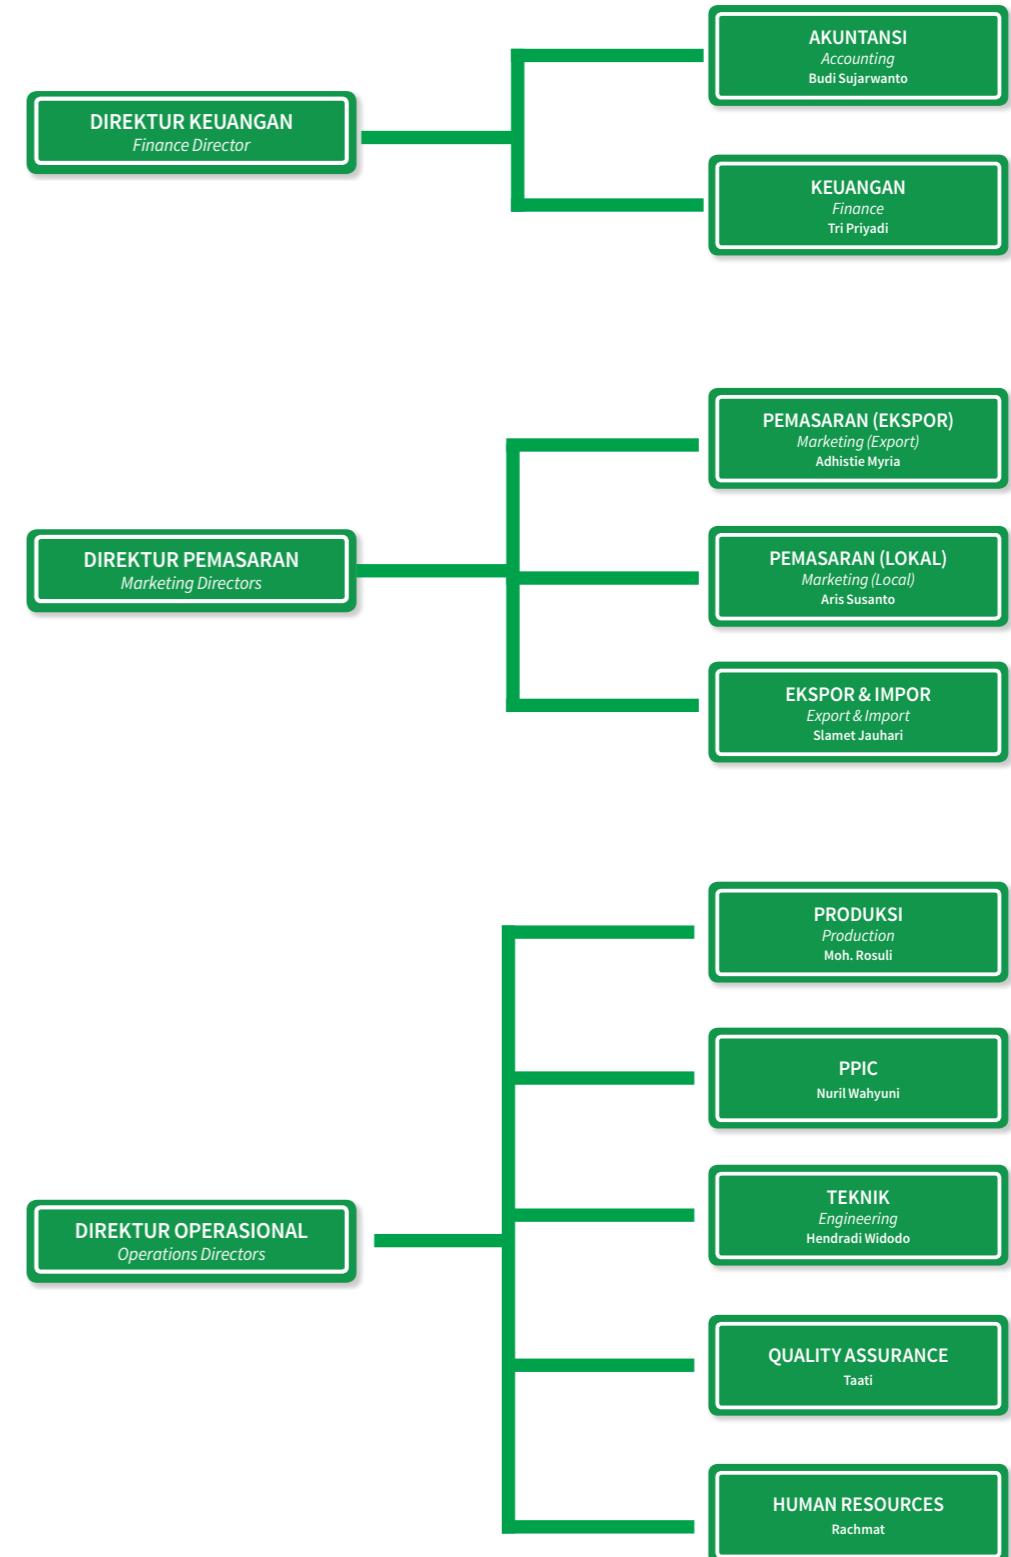 AKUNTANSI
Accounting
Budi Sujarwanto
DIREKTUR KEUANGAN
Finance Director
KEUANGAN
Finance
Tri Priyadi
PEMASARAN (EKSPOR)
Marketing (Export)
Adhistie Myria
DIREKTUR PEMASARAN
Marketing Directors
PEMASARAN (LOKAL)
Marketing (Local)
Aris Susanto
EKSPOR & IMPOR
Export & Import
Slamet Jauhari
PRODUKSI
Production
Moh. Rosuli
PPIC
Nuril Wahyuni
TEKNIK
Engineering
Hendradi Widodo
DIREKTUR OPERASIONAL
Operations Directors
QUALITY ASSURANCE
Taati
HUMAN RESOURCES
Rachmat